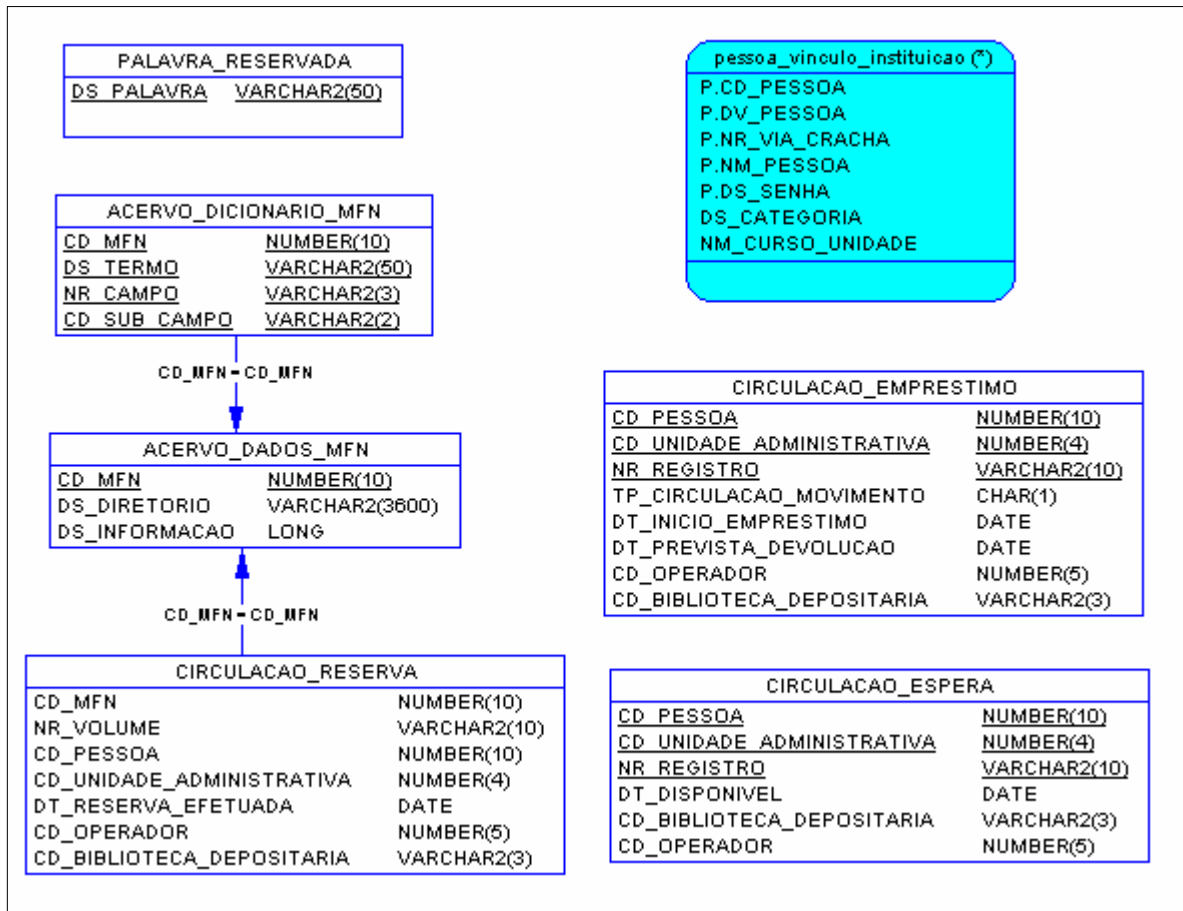 PALAVRA_RESERVADA
DS_PALAVRA VARCHAR2(50)
pessoa_vinculo_instituicao (*)
P.CD_PESSOA
P.DV_PESSOA
P.NR_VIA_CRACHA
P.NM_PESSOA
P.DS_SENHA
DS_CATEGORIA
NM_CURSO_UNIDADE
ACERVO_DICIONARIO_MFN
CD_MFN NUMBER(10)
DS_TERMO VARCHAR2(50)
NR_CAMPO VARCHAR2(3)
CD_SUB_CAMPO VARCHAR2(2)
CD_MFN = CD_MFN
ACERVO_DADOS_MFN
CD_MFN NUMBER(10)
DS_DIRETORIO VARCHAR2(3600)
DS_INFORMACAO LONG
CD_MFN = CD_MFN
CIRCULACAO_RESERVA
CD_MFN NUMBER(10)
NR_VOLUME VARCHAR2(10)
CD_PESSOA NUMBER(10)
CD_UNIDADE_ADMINISTRATIVA NUMBER(4)
DT_RESERVA_EFETUADA DATE
CD_OPERADOR NUMBER(5)
CD_BIBLIOTECA_DEPOSITARIA VARCHAR2(3)
CIRCULACAO_EMPRESTIMO
CD_PESSOA NUMBER(10)
CD_UNIDADE_ADMINISTRATIVA NUMBER(4)
NR_REGISTRO VARCHAR2(10)
TP_CIRCULACAO_MOVIMENTO CHAR(1)
DT_INICIO_EMPRESTIMO DATE
DT_PREVISTA_DEVOLUCAO DATE
CD_OPERADOR NUMBER(5)
CD_BIBLIOTECA_DEPOSITARIA VARCHAR2(3)
CIRCULACAO_ESPERA
CD_PESSOA NUMBER(10)
CD_UNIDADE_ADMINISTRATIVA NUMBER(4)
NR_REGISTRO VARCHAR2(10)
DT_DISPONIVEL DATE
CD_BIBLIOTECA_DEPOSITARIA VARCHAR2(3)
CD_OPERADOR NUMBER(5)